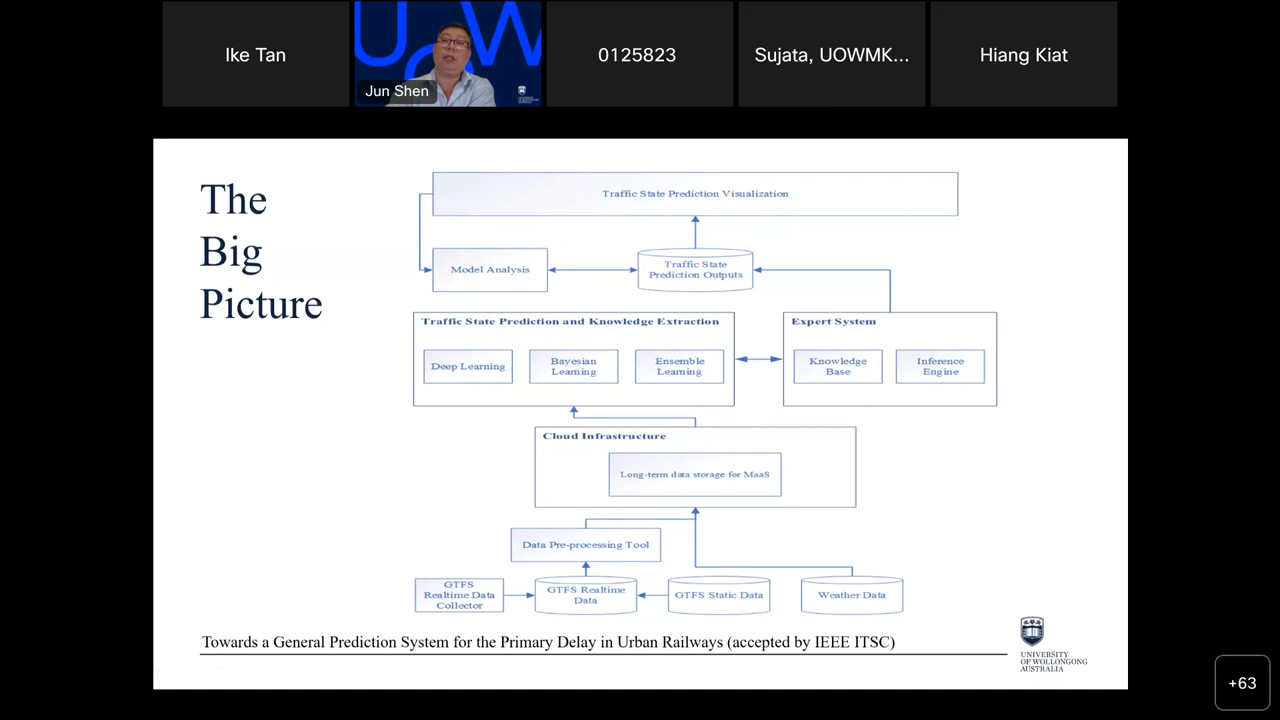 Ike Tan
UOW
Jun Shen
0125823
Sujata, UOWMK...
Hiang Kiat
The
Big
Picture
Traffic State Prediction Visualization
Model Analysis
Traffic State
Prediction Outputs
Traffic State Prediction and Knowledge Extraction
Deep Learning
Bayesian
Learning
Ensemble
Learning
Expert System
Knowledge
Base
Inference
Engine
Cloud Infrastructure
Long-term data storage for MaaS
Data Pre-processing Tool
GTFS
Realtime Data
Collector
GTFS Realtime
Data
GTFS Static Data
Weather Data
Towards a General Prediction System for the Primary Delay in Urban Railways (accepted by IEEE ITSC)
UNIVERSITY
OF WOLLONGONG
AUSTRALIA
+63